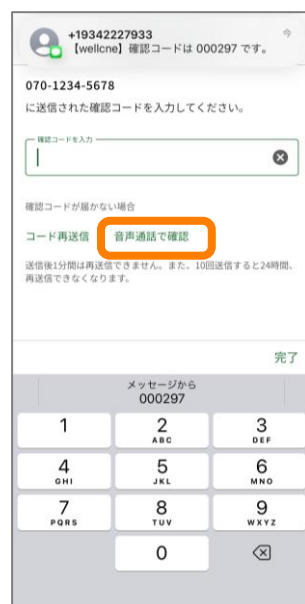 +19342227933
今
【wellcne】確認コードは 000297 です。
070-1234-5678
に送信された確認コードを入力してください。
確認コードを入力
確認コードが届かない場合
コード再送信 音声通話で確認
送信後1分間は再送信できません。また、10回送信すると24時間、
再送信できなくなります。
完了
メッセージから
000297
1 2 3
ABC DEF
4 5 6
GHI JKL MNO
7 8 9
PQRS TUV WXYZ
0